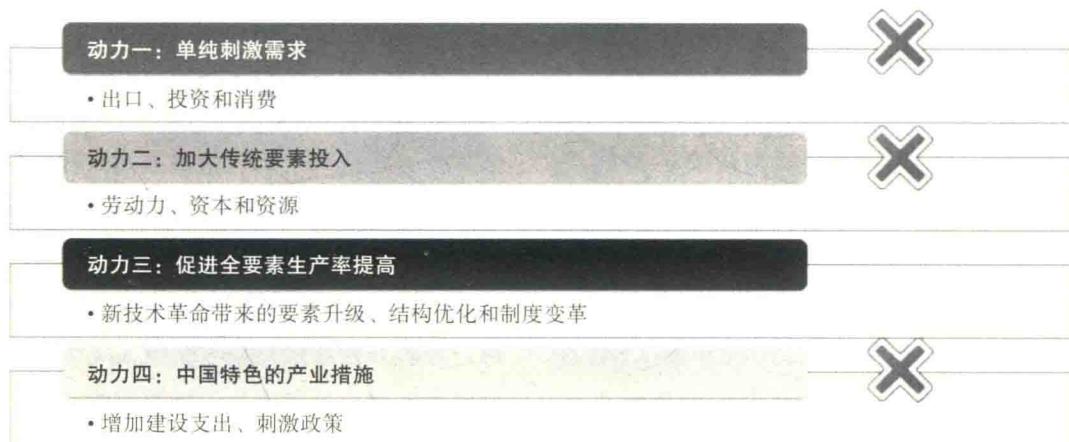 动力一：单纯刺激需求
•出口、投资和消费
动力二：加大传统要素投入
•劳动力、资本和资源
动力三：促进全要素生产率提高
•新技术革命带来的要素升级、结构优化和制度变革
动力四：中国特色的产业措施
•增加建设支出、刺激政策